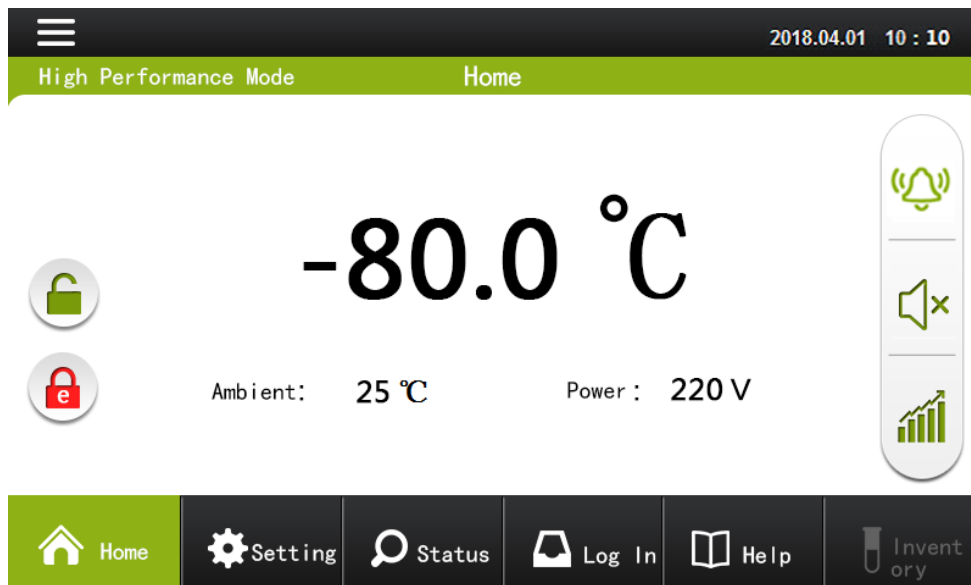 2018.04.01 10:10
High Performance Mode Home
-80.0 ℃
e
Ambient: 25 ℃ Power: 220 V
Home Setting Status Log In Help Invent
ory